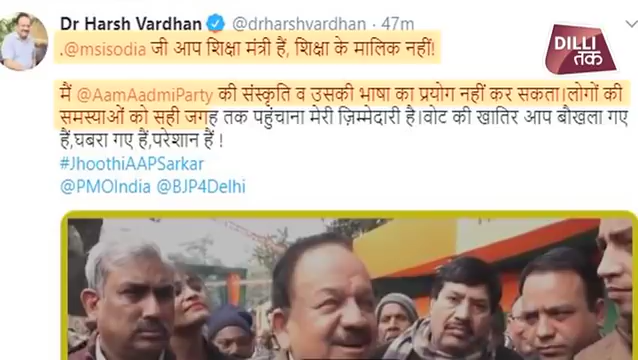 Dr Harsh Vardhan @drharshvardhan · 47m
.@msisodia जी आप शिक्षा मंत्री हैं, शिक्षा के मालिक नहीं!
DILLI
तक
मैं @AamAadmiParty की संस्कृति व उसकी भाषा का प्रयोग नहीं कर सकता।लोगों की
समस्याओं को सही जगह तक पहुंचाना मेरी ज़िम्मेदारी है।वोट की खातिर आप बौखला गए
हैं,घबरा गए हैं,परेशान हैं !
#JhoothiAAPSarkar
@PMOIndia @BJP4Delhi